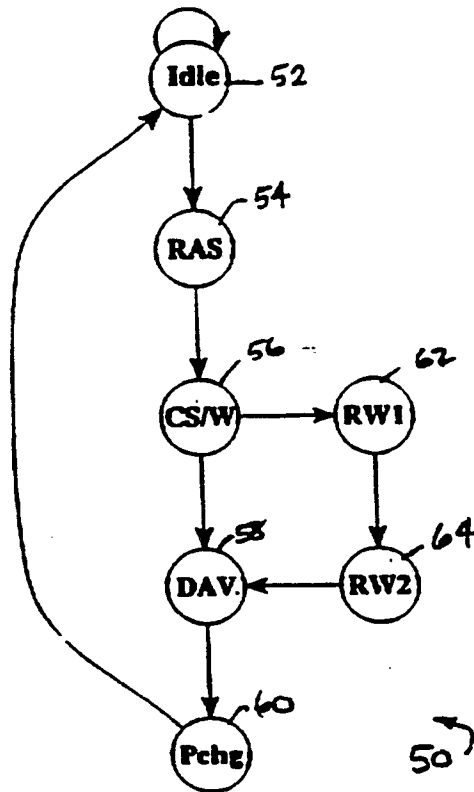 Idle 52
54
RAS
56 62
CS/W RW1
58 64
DAV. RW2
60
Pchg
50